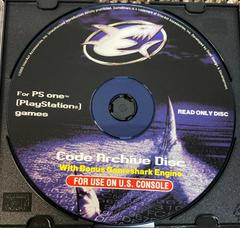 For PS one™
(PlayStation®)
games
READ ONLY DISC
Code Archive Disc
With Bonus Gameshark Engine
FOR USE ON U.S. CONSOLE